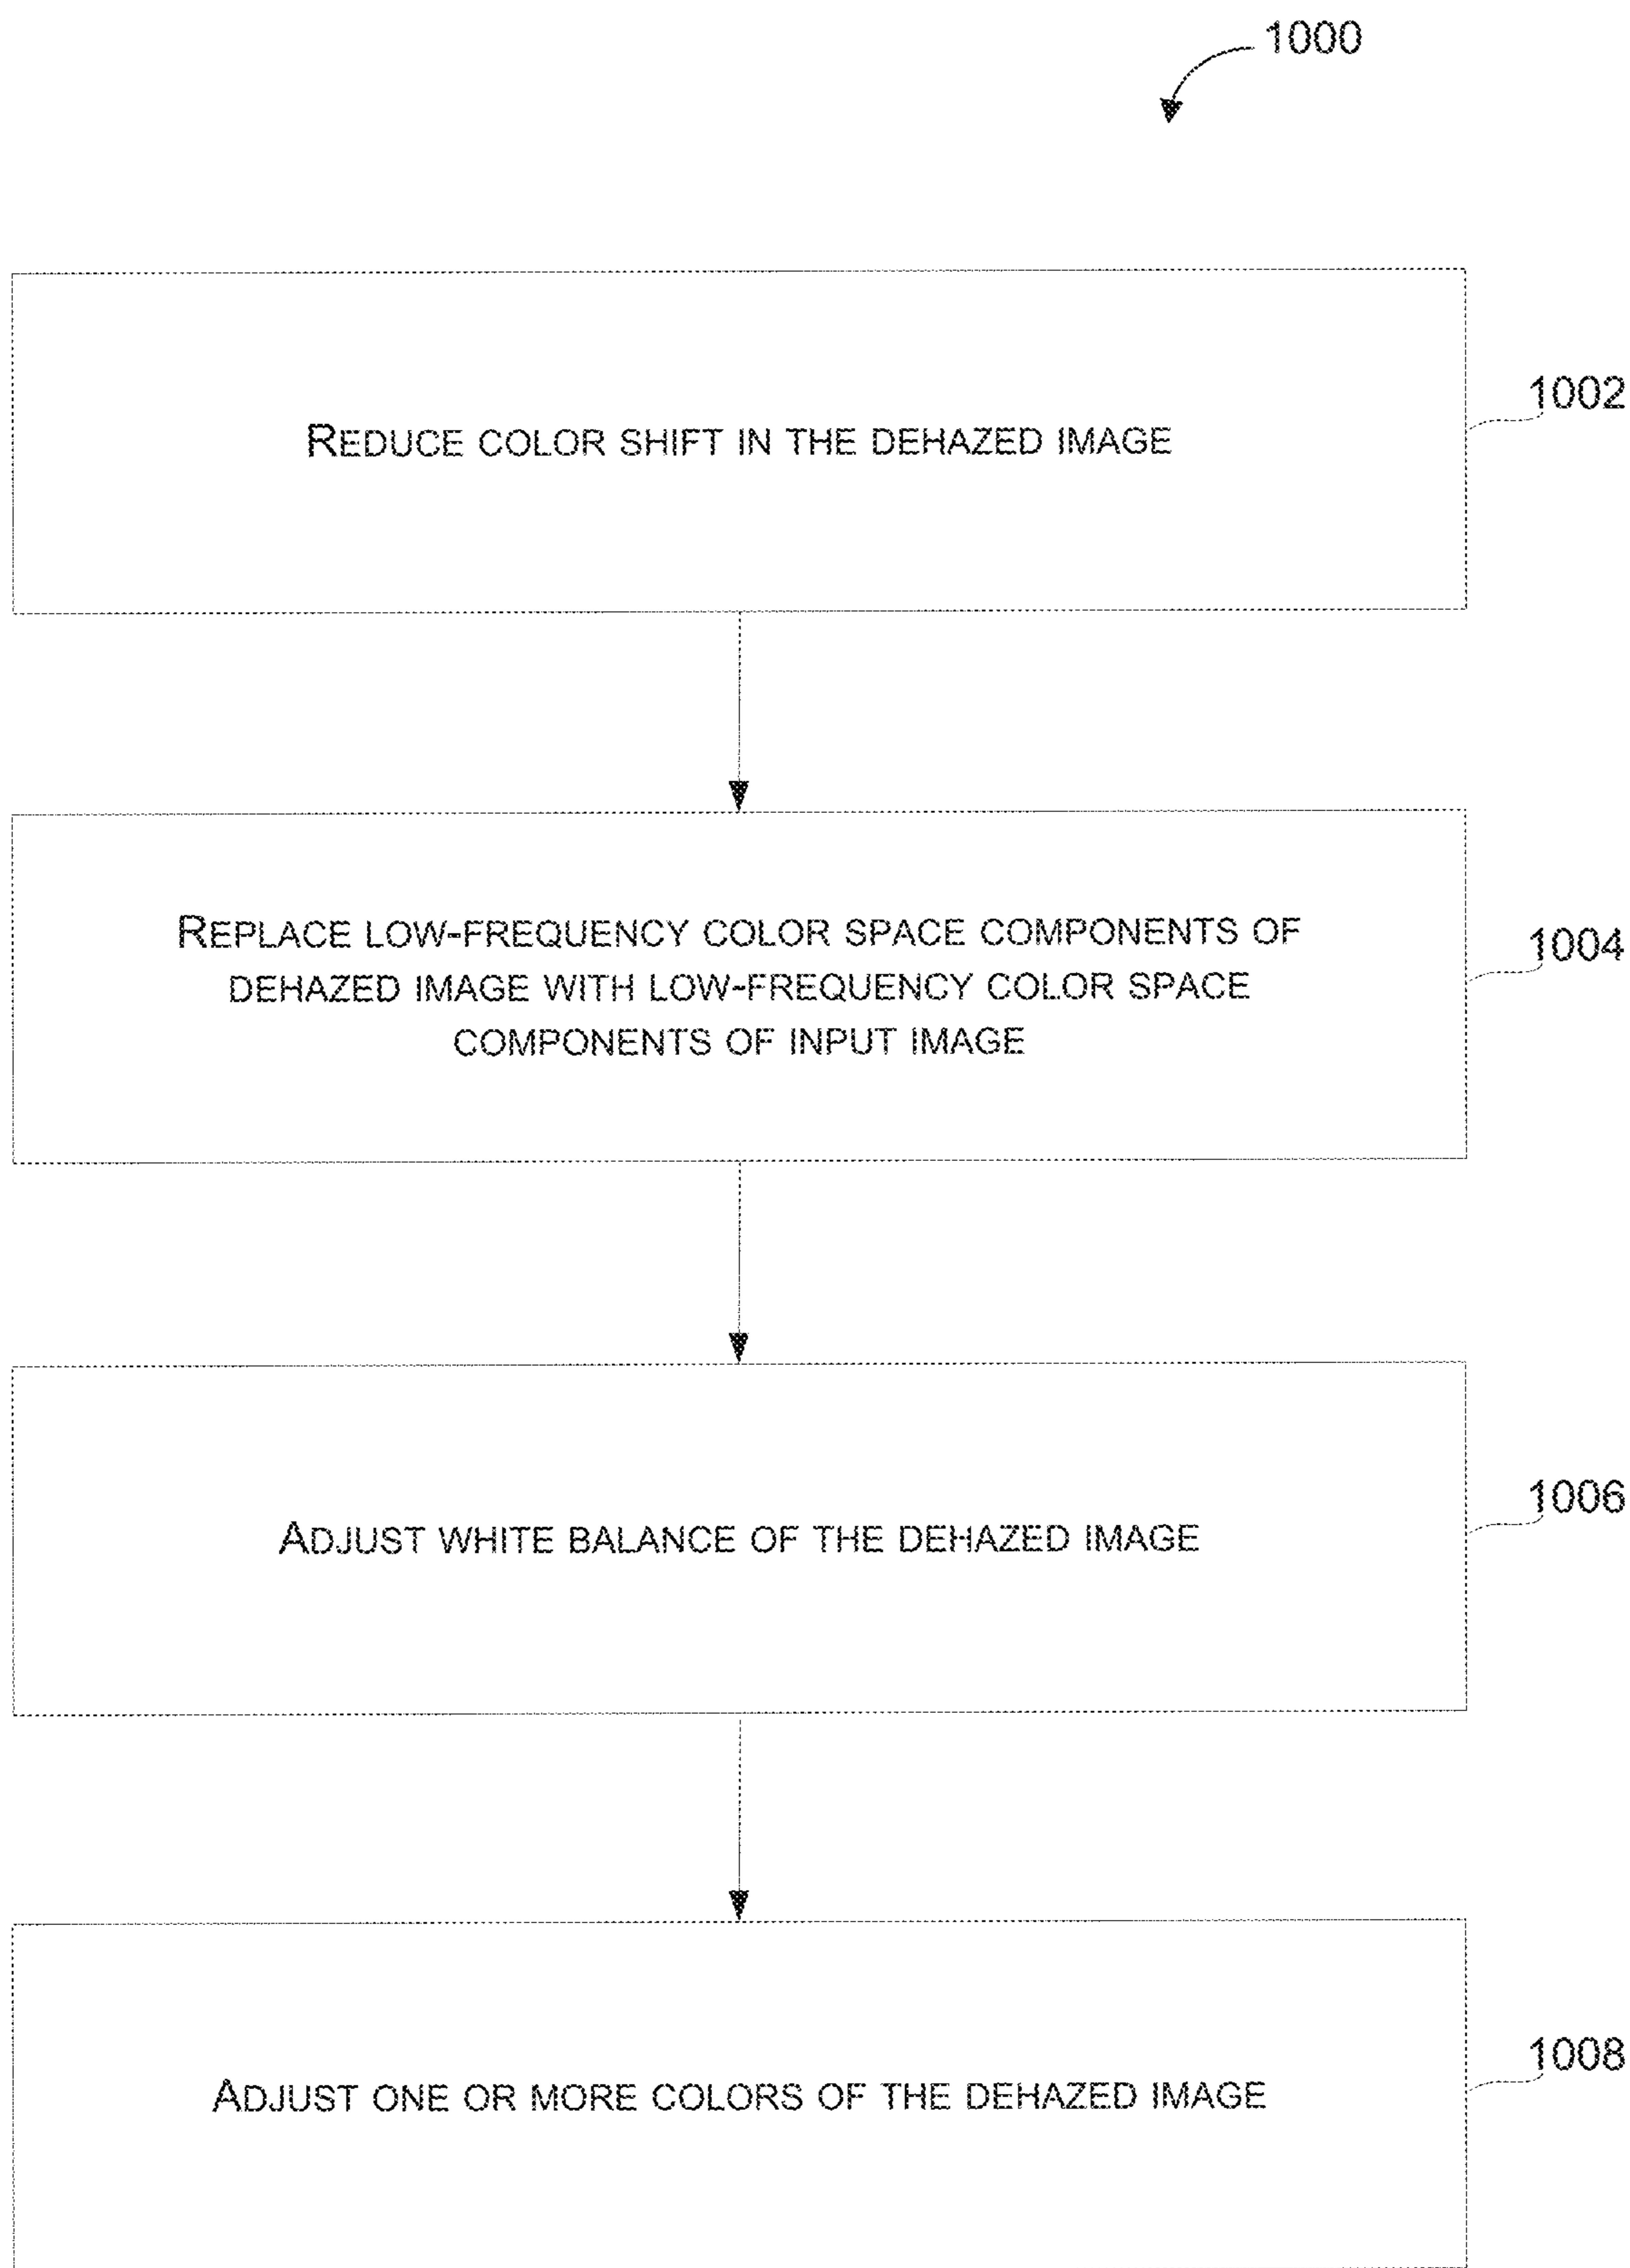 1000
REDUCE COLOR SHIFT IN THE DEHAZED IMAGE
1002
REPLACE LOW-FREQUENCY COLOR SPACE COMPONENTS OF
DEHAZED IMAGE WITH LOW-FREQUENCY COLOR SPACE
COMPONENTS OF INPUT IMAGE
1004
ADJUST WHITE BALANCE OF THE DEHAZED IMAGE
1006
ADJUST ONE OR MORE COLORS OF THE DEHAZED IMAGE
1008